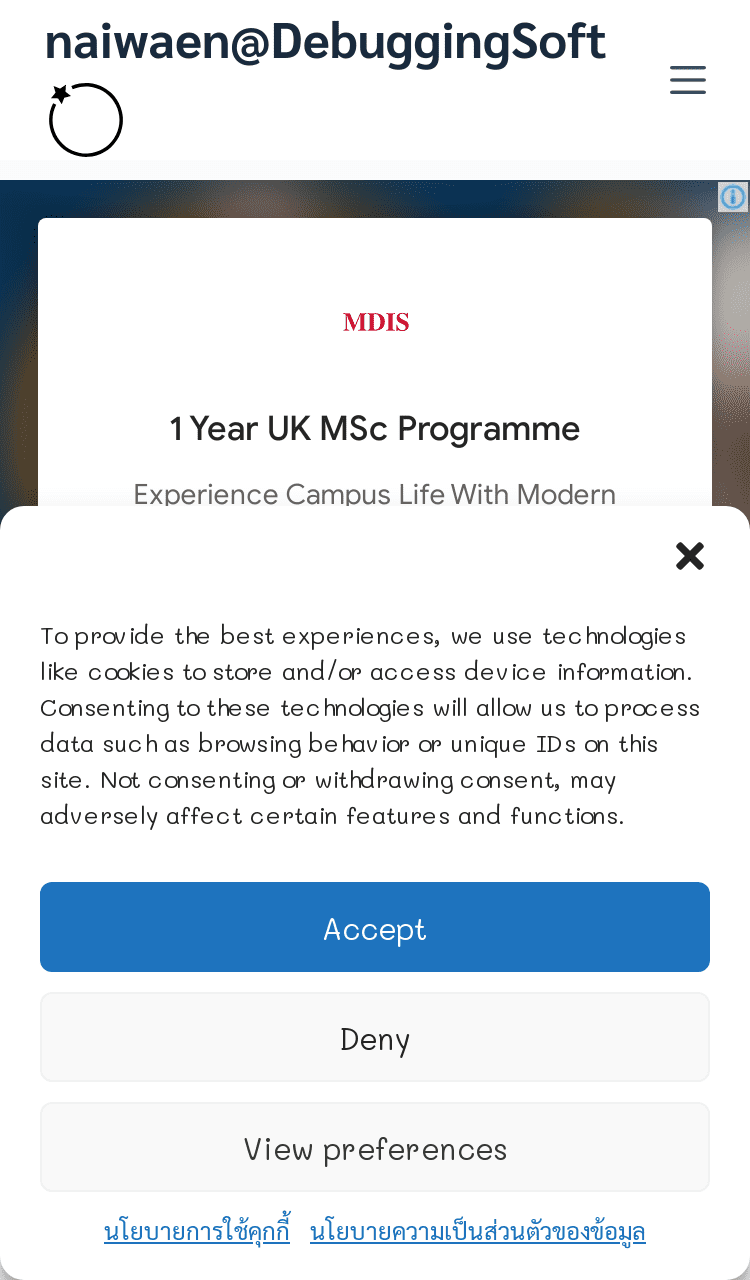 naiwaen@DebuggingSoft
MDIS
1 Year UK MSc Programme
Experience Campus Life With Modern
To provide the best experiences, we use technologies
like cookies to store and/or access device information.
Consenting to these technologies will allow us to process
data such as browsing behavior or unique IDs on this
site. Not consenting or withdrawing consent, may
adversely affect certain features and functions.
Accept
Deny
View preferences
นโยบายการใช้คุกกี้ นโยบายความเป็นส่วนตัวของข้อมูล